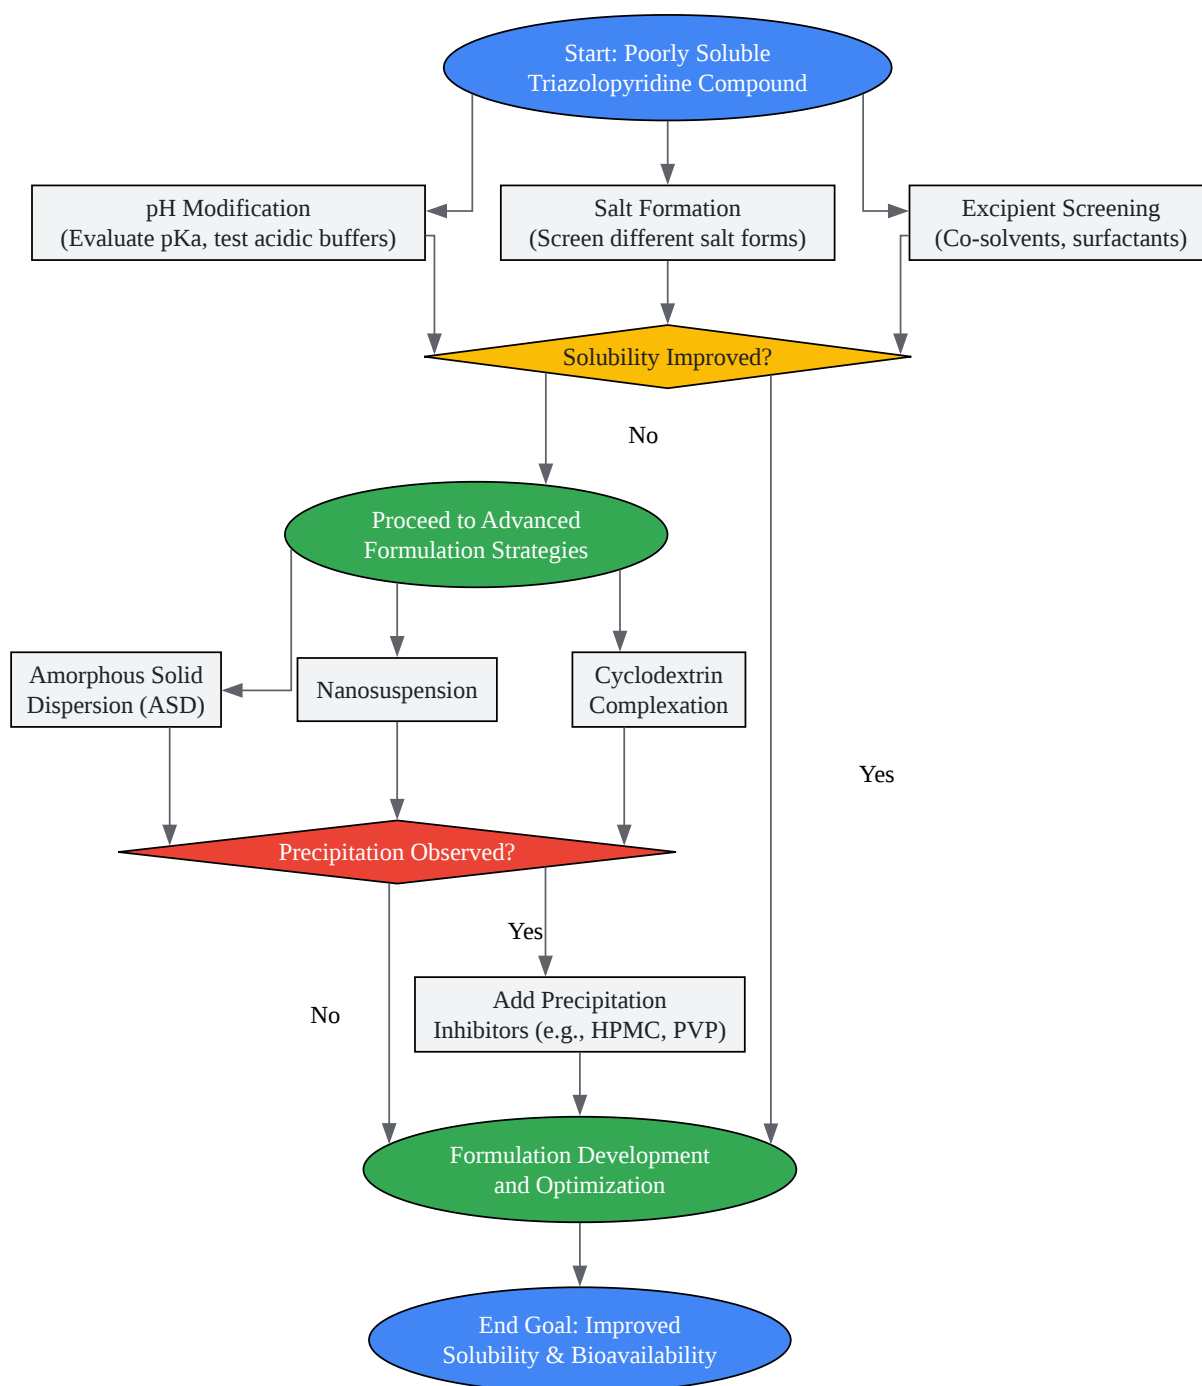 Start: Poorly Soluble
Triazolopyridine Compound
pH Modification
(Evaluate pKa, test acidic buffers)
Salt Formation
(Screen different salt forms)
Excipient Screening
(Co-solvents, surfactants)
Solubility Improved?
No
Proceed to Advanced
Formulation Strategies
Amorphous Solid
Dispersion (ASD)
Nanosuspension
Cyclodextrin
Complexation
Yes
Precipitation Observed?
Yes
No
Add Precipitation
Inhibitors (e.g., HPMC, PVP)
Formulation Development
and Optimization
End Goal: Improved
Solubility & Bioavailability